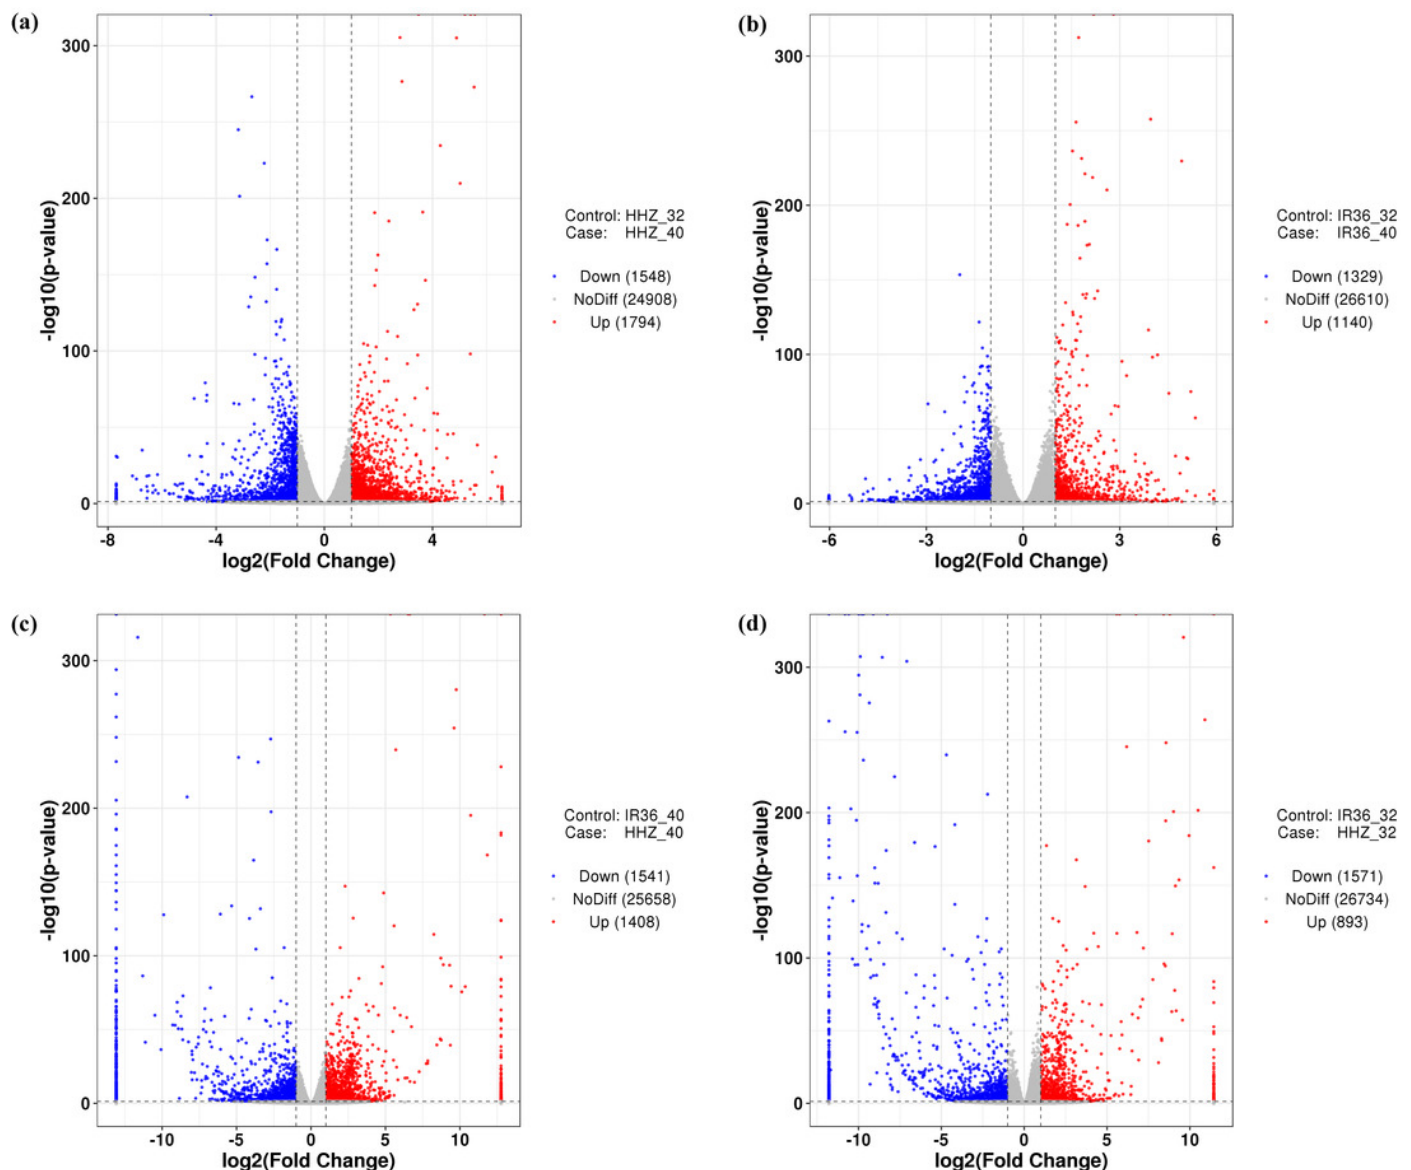 (a)
300
200
100
0
-log10(p-value)
-8
-4
0
4
log2(Fold Change)
Control: HHZ_32
Case: HHZ_40
Down (1548)
NoDiff (24908)
Up (1794)
(b)
300
200
100
0
-log10(p-value)
-6
-3
0
3
6
log2(Fold Change)
Control: IR36_32
Case: IR36_40
Down (1329)
NoDiff (26610)
Up (1140)
(c)
300
200
100
0
-log10(p-value)
-10
-5
0
5
10
log2(Fold Change)
Control: IR36_40
Case: HHZ_40
Down (1541)
NoDiff (25658)
Up (1408)
(d)
300
200
100
0
-log10(p-value)
-10
-5
0
5
10
log2(Fold Change)
Control: IR36_32
Case: HHZ_32
Down (1571)
NoDiff (26734)
Up (893)